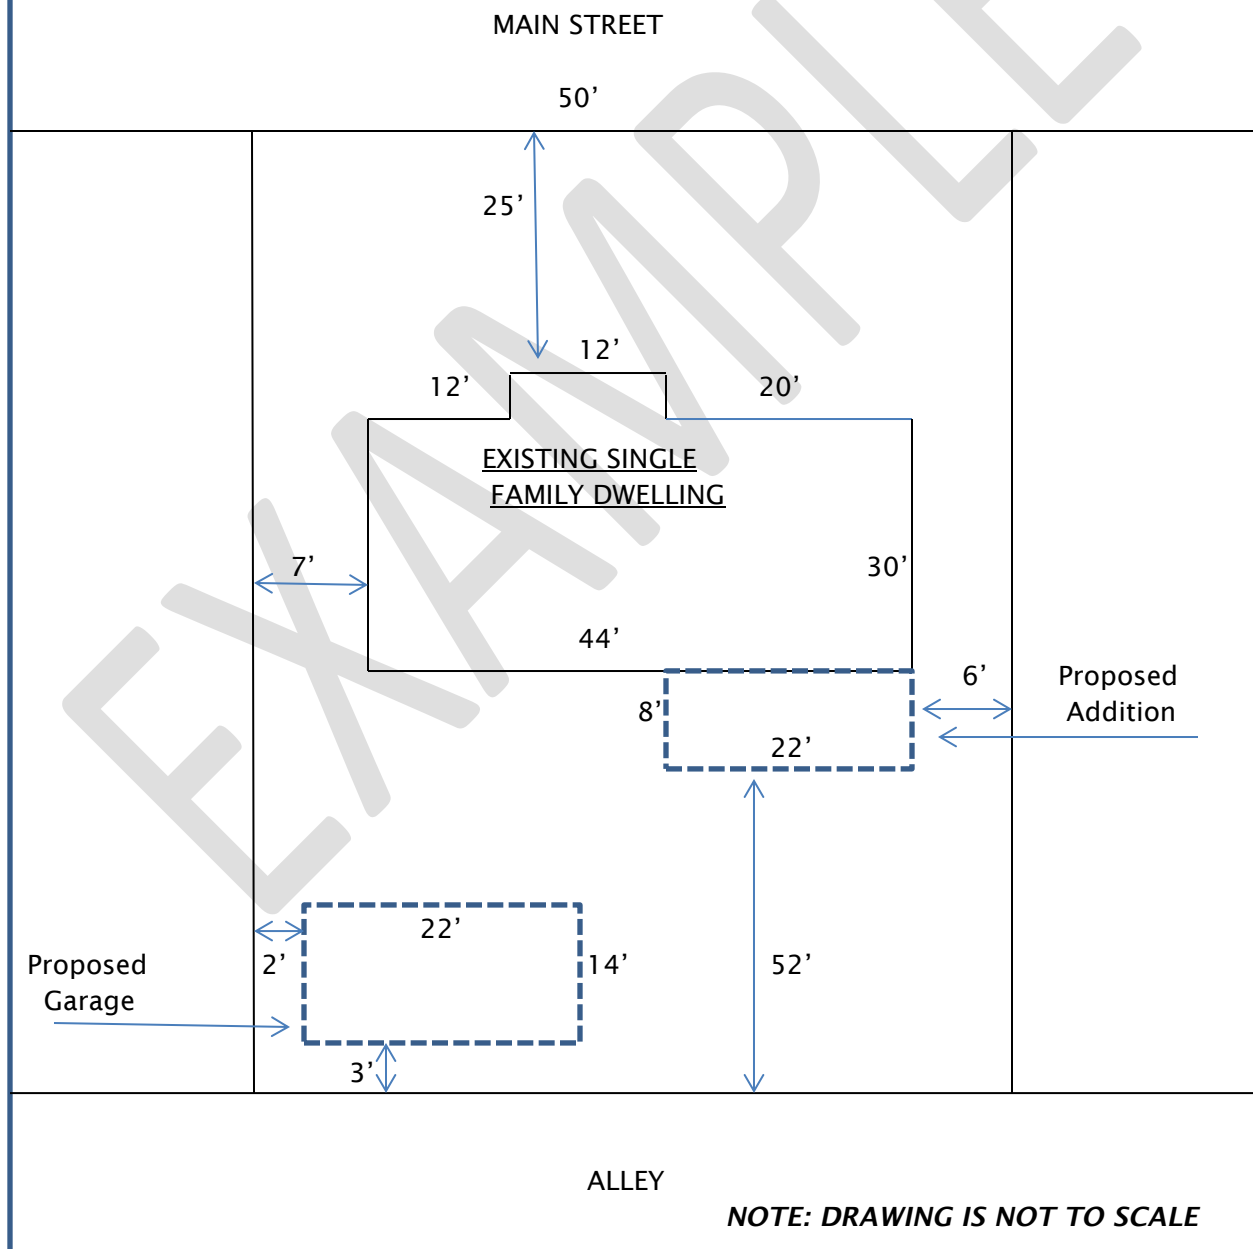 MAIN STREET
50’
25’
12’
12’
20’
EXISTING SINGLE
FAMILY DWELLING
7’
30’
44’
6’
Proposed
Addition
8’
22’
22’
2’
14’
52’
Proposed
Garage
3’
ALLEY
NOTE: DRAWING IS NOT TO SCALE
EXAMPLE